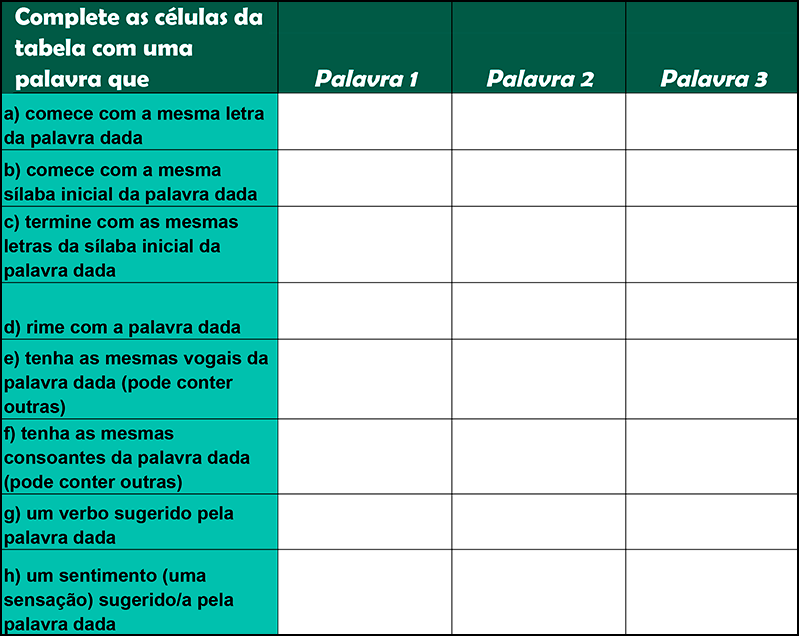 Complete as células da
tabela com uma
palavra que
Palavra 1
Palavra 2
Palavra 3
a) comece com a mesma letra
da palavra dada
b) comece com a mesma
sílaba inicial da palavra dada
c) termine com as mesmas
letras da sílaba inicial da
palavra dada
d) rime com a palavra dada
e) tenha as mesmas vogais da
palavra dada (pode conter
outras)
f) tenha as mesmas
consoantes da palavra dada
(pode conter outras)
g) um verbo sugerido pela
palavra dada
h) um sentimento (uma
sensação) sugerido/a pela
palavra dada